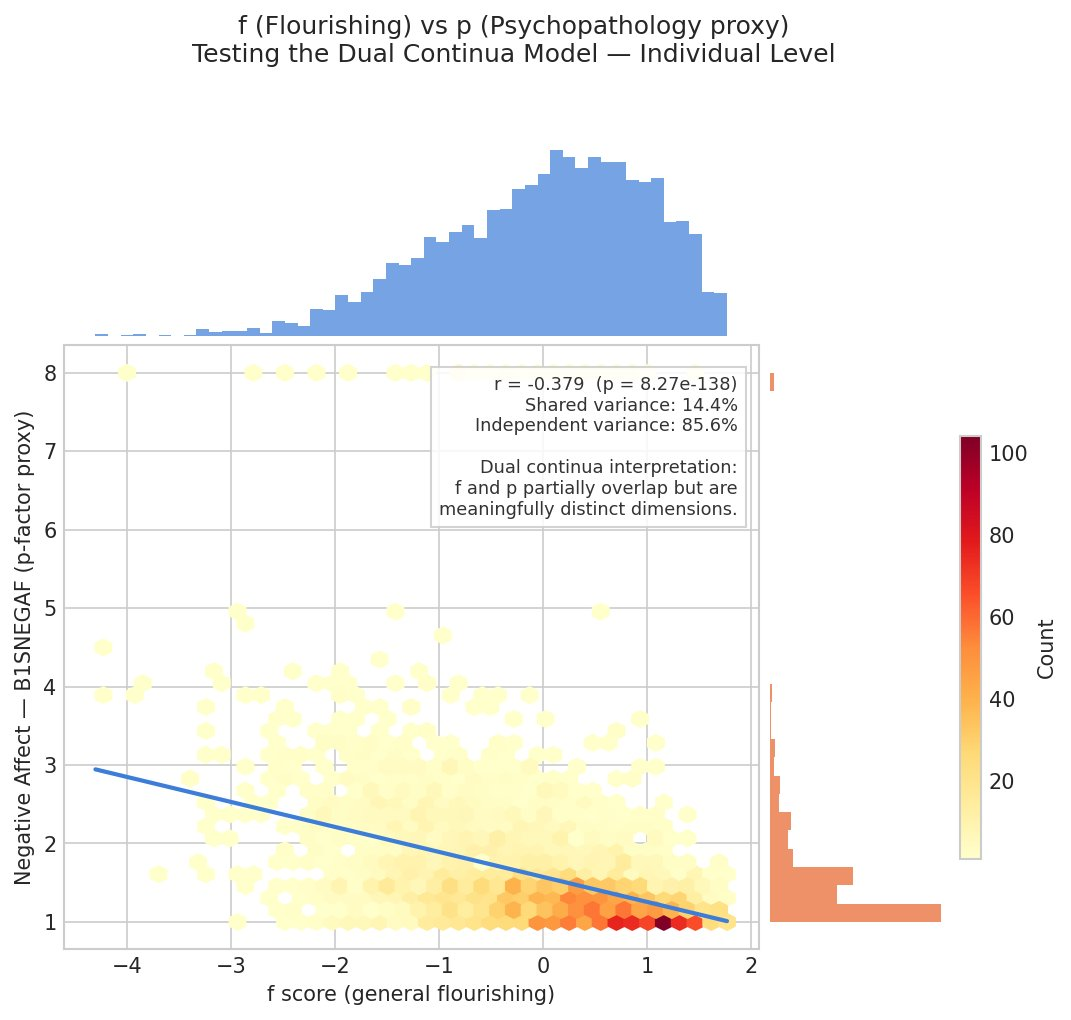 f (Flourishing) vs p (Psychopathology proxy)
Testing the Dual Continua Model — Individual Level
r = -0.379  (p = 8.27e-138)
Shared variance: 14.4%
Independent variance: 85.6%
Dual continua interpretation:
f and p partially overlap but are
meaningfully distinct dimensions.
Negative Affect — B1SNEGAF (p-factor proxy)
8
7
6
5
4
3
2
1
−4
−3
−2
−1
0
1
2
f score (general flourishing)
100
80
60
40
20
Count